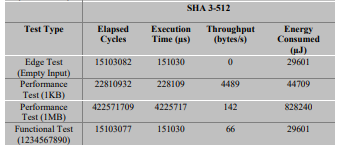 SHA 3-512
Test Type Elapsed Cycles Execution Time (µs) Throughput (bytes/s) Energy Consumed (µJ)
Edge Test (Empty Input) 15103082 151030 0 29601
Performance Test (1KB) 22810932 228109 4489 44709
Performance Test (1MB) 422571709 4225717 142 828240
Functional Test (1234567890) 15103077 151030 66 29601